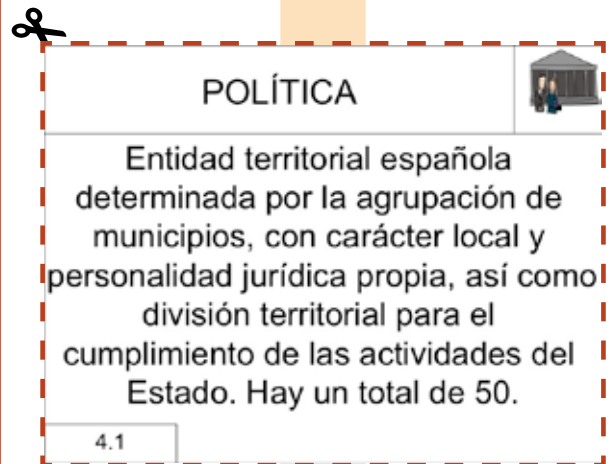 POLÍTICA
Entidad territorial española
determinada por la agrupación de
municipios, con carácter local y
personalidad jurídica propia, así como
división territorial para el
cumplimiento de las actividades del
Estado. Hay un total de 50.
4.1